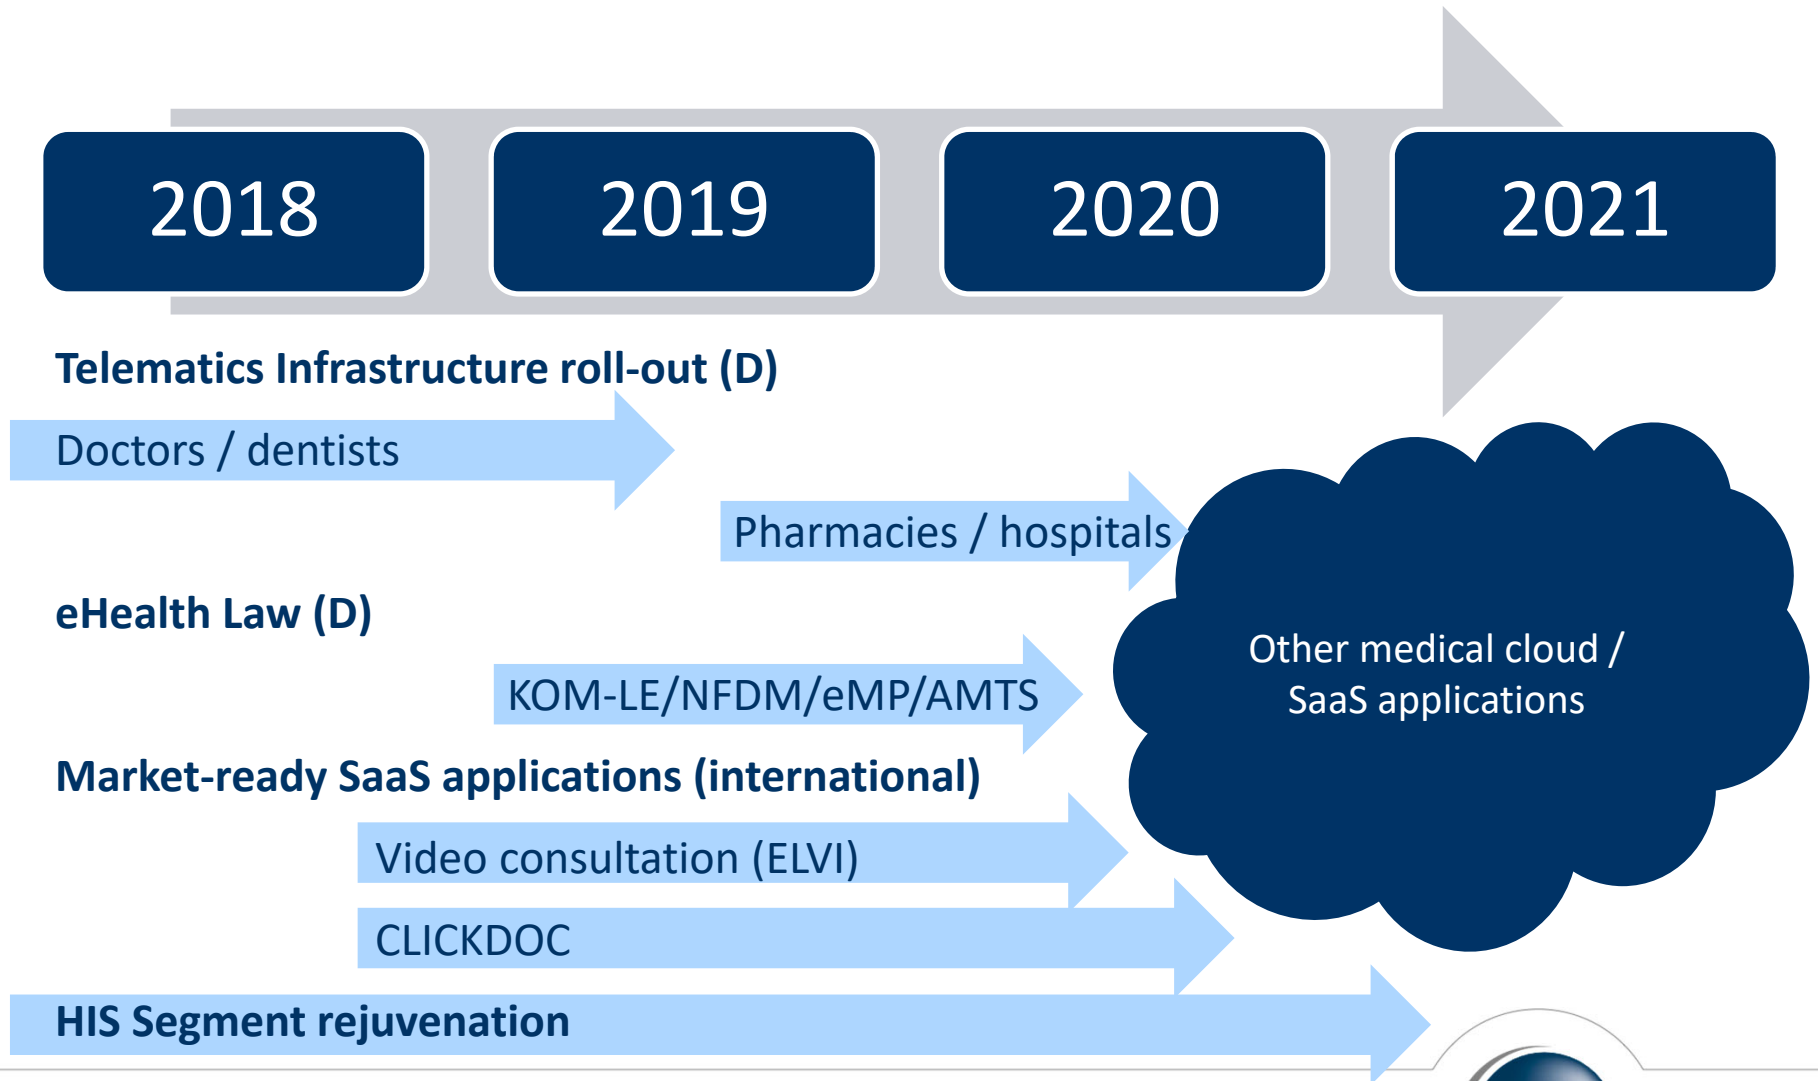 2018
2019
2020
2021
Telematics Infrastructure roll-out (D)
Doctors / dentists
Pharmacies / hospitals
eHealth Law (D)
KOM-LE/NFDM/eMP/AMTS
Other medical cloud /
SaaS applications
Market-ready SaaS applications (international)
Video consultation (ELVI)
CLICKDOC
HIS Segment rejuvenation